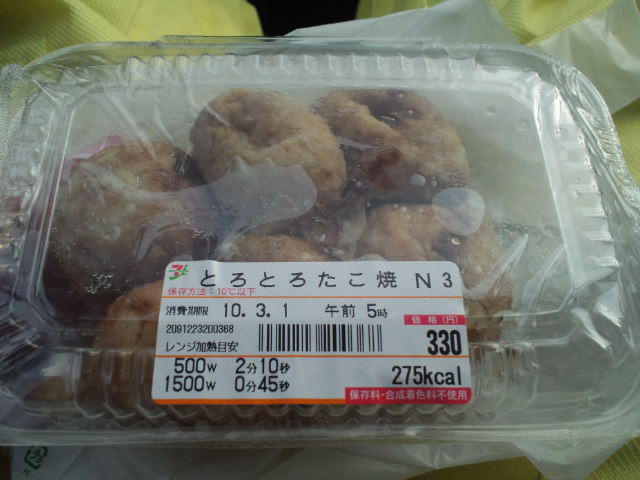 とろとろたこ焼 N3
保存方法:10℃以下
消費期限 10.3.1 午前 5時
2091223200368
価格(円)
レンジ加熱目安
330
500W 2分10秒
1500W 0分45秒
275kcal
保存料・合成着色料不使用